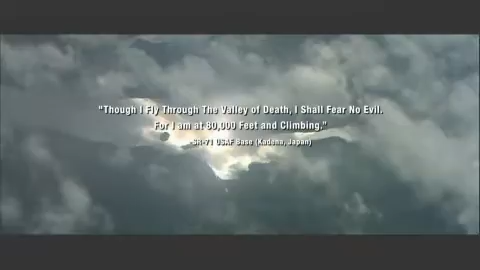 "Though I Fly Through The Valley of Death, I Shall Fear No Evil.
For I am at 80,000 Feet and Climbing."
-SR-71 USAF Base (Kadena, Japan)